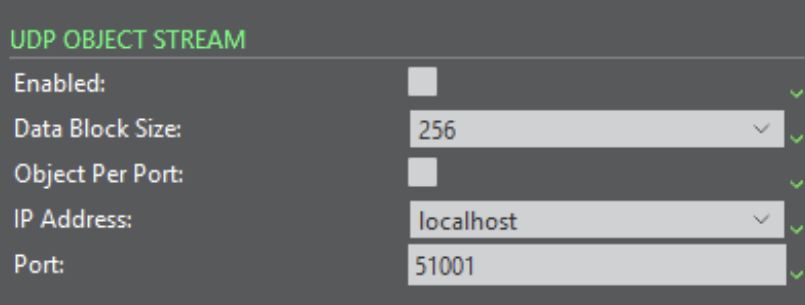 UDP OBJECT STREAM
Enabled:
Data Block Size: 256
Object Per Port:
IP Address: localhost
Port: 51001